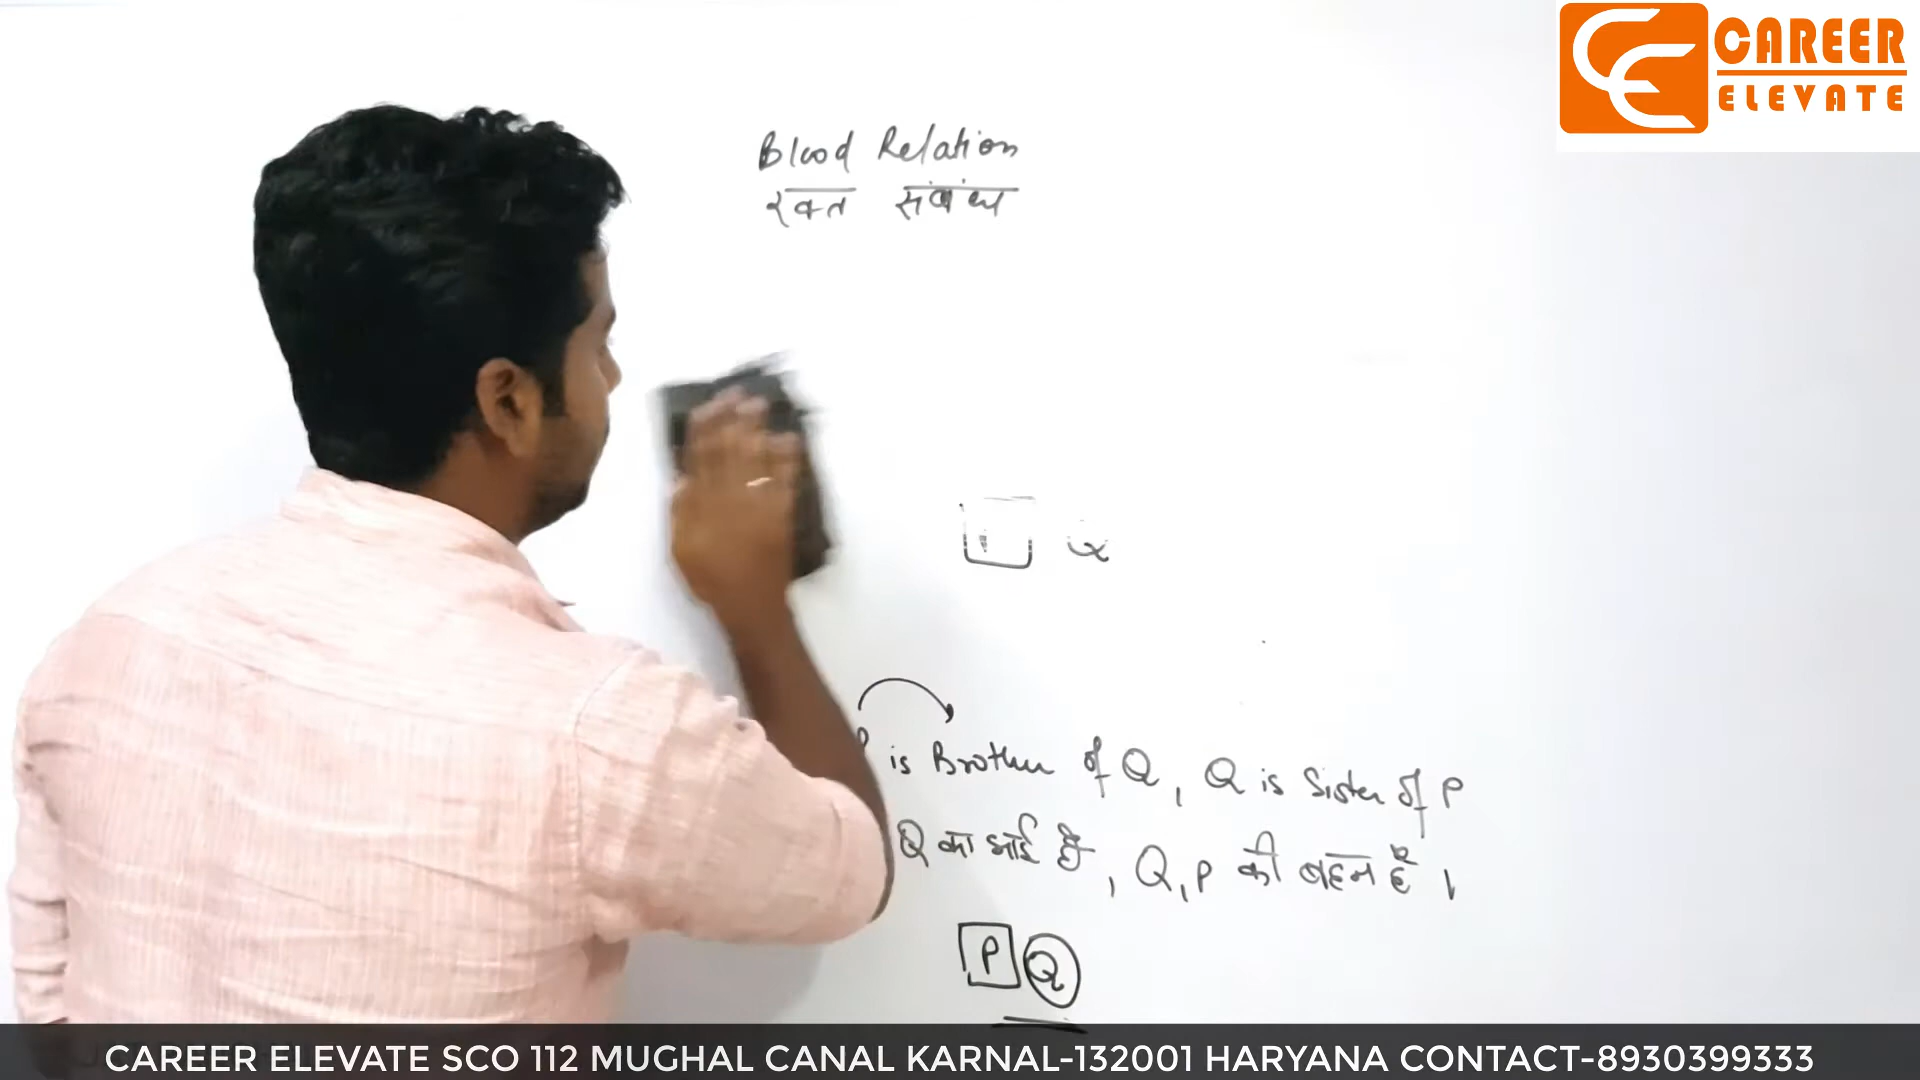 CAREER
ELEVATE
Blood Relation
रक्त संबंध
is Brother of Q, Q is Sister of P
Q का भाई है, Q, P की बहन है ।
P Q
CAREER ELEVATE SCO 112 MUGHAL CANAL KARNAL-132001 HARYANA CONTACT-8930399333